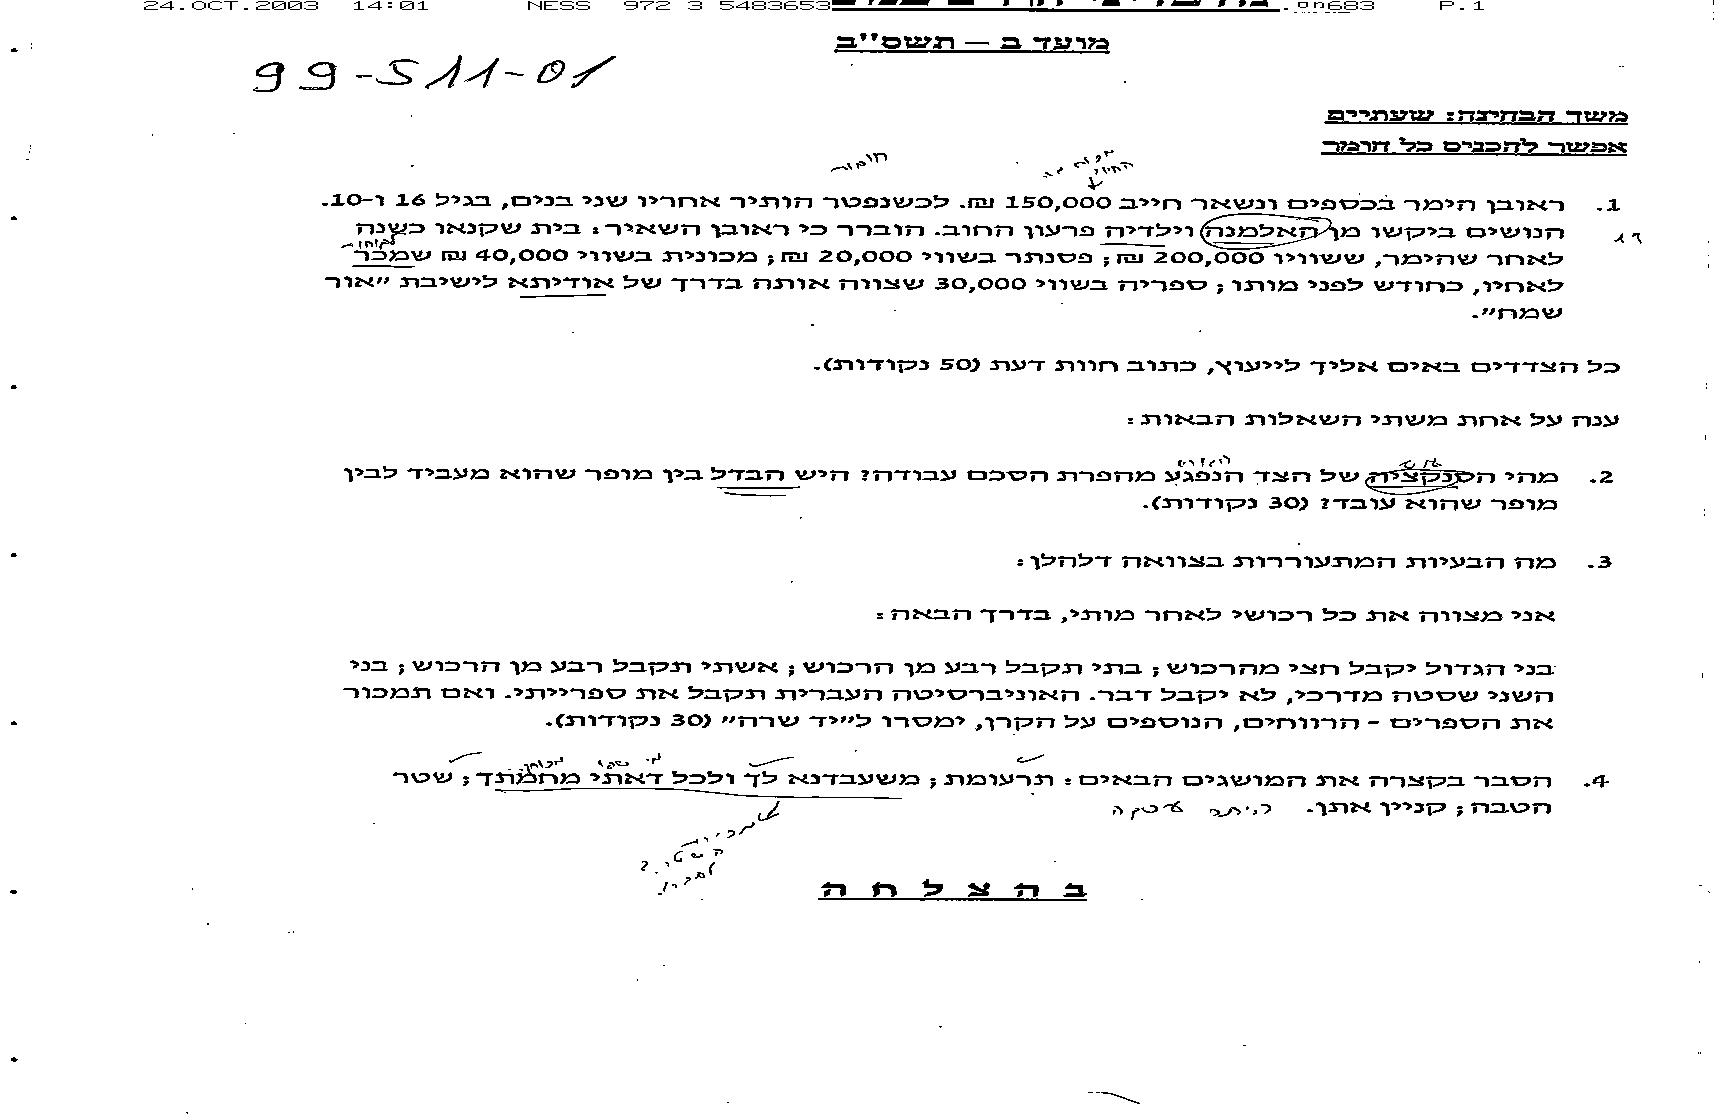 24.OCT.2003 14:01 NESS 972 3 5483653 683 P.1
מועד ב – תשס"ב
99-511-01
משך הבחינה: שעתיים
אפשר להכניס כל חומר
1. ראובן הימר בכספים ונשאר חייב 150,000 ₪. לכשנפטר הותיר אחריו שני בנים, בגיל 16 ו-10.
הנושים ביקשו מן האלמנה וילדיה פרעון החוב. הוברר כי ראובן השאיר: בית שקנאו כשנה
לאחר שהימר, ששוויו 200,000 ₪; פסנתר בשווי 20,000 ₪; מכונית בשווי 40,000 ₪ שמכר
לאחיו, כחודש לפני מותו; ספריה בשווי 30,000 שצווה אותה בדרך של אודיתא לישיבת "אור
שמח".
כל הצדדים באים אליך לייעוץ, כתוב חוות דעת (50 נקודות).
ענה על אחת משתי השאלות הבאות:
2. מהי הסנקציה של הצד הנפגע מהפרת הסכם עבודה? היש הבדל בין מופר שהוא מעביד לבין
מופר שהוא עובד? (30 נקודות).
3. מה הבעיות המתעוררות בצוואה דלהלן:
אני מצווה את כל רכושי לאחר מותי, בדרך הבאה:
בני הגדול יקבל חצי מהרכוש; בתי תקבל רבע מן הרכוש; אשתי תקבל רבע מן הרכוש; בני
השני שסטה מדרכי, לא יקבל דבר. האוניברסיטה העברית תקבל את ספרייתי. ואם תמכור
את הספרים - הרווחים, הנוספים על הקרן, ימסרו ל"יד שרה" (30 נקודות).
4. הסבר בקצרה את המושגים הבאים: תרעומת; משעבדנא לך ולכל דאתי מחמתך; שטר
חטבה; קניין אתן.
בהצלחה